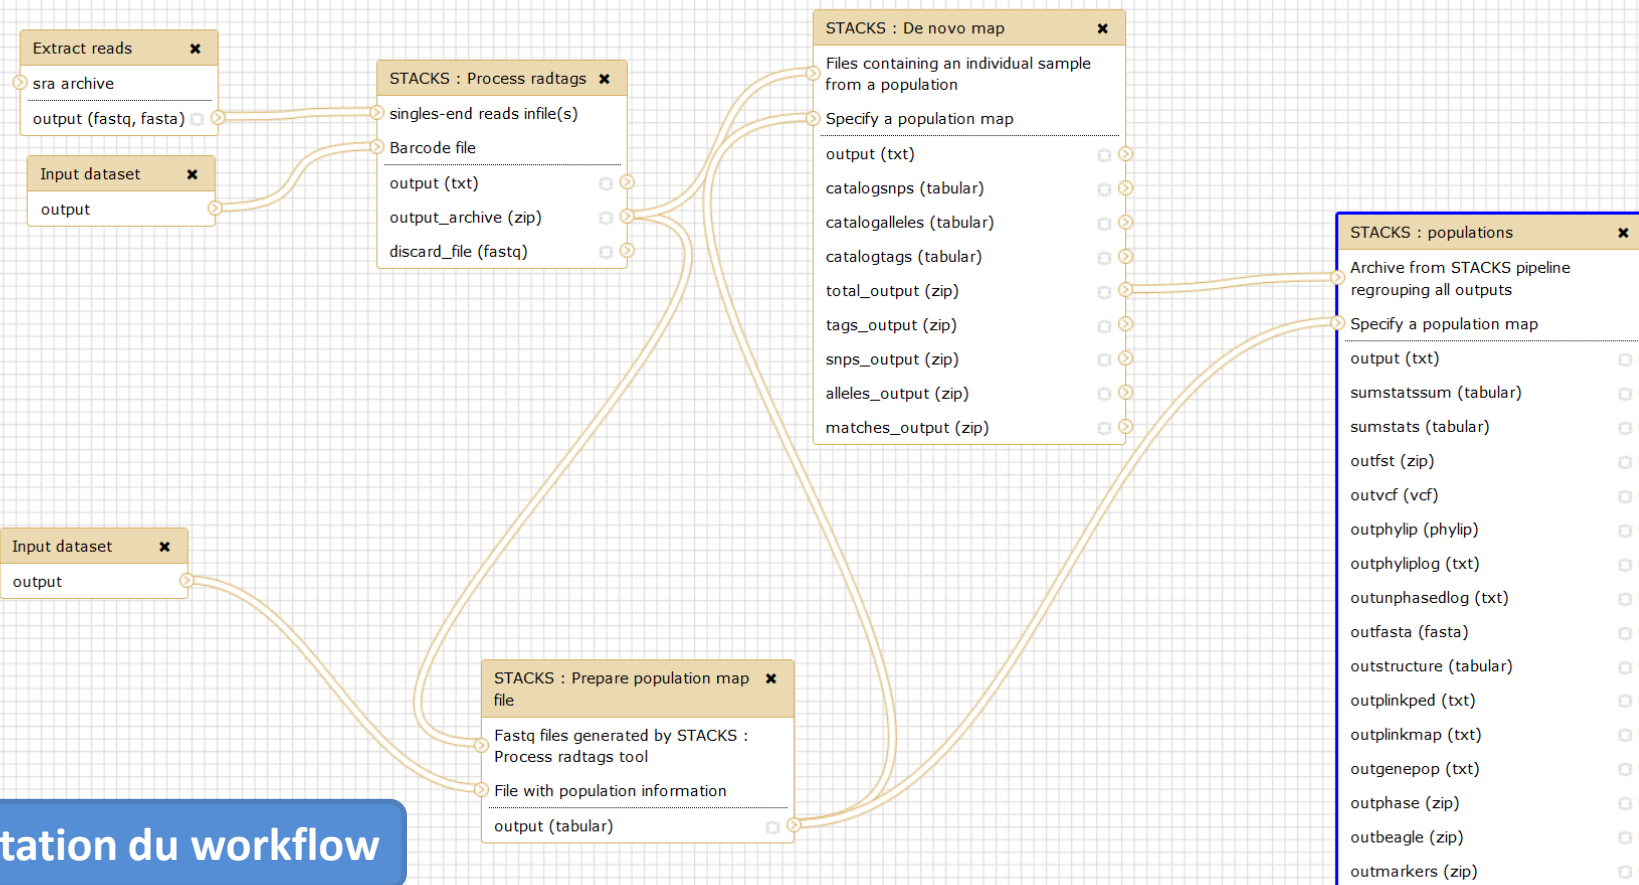 Extract reads
sra archive
output (fastq, fasta)
Input dataset
output
STACKS : Process radtags
singles-end reads infile(s)
Barcode file
output (txt)
output_archive (zip)
discard_file (fastq)
STACKS : De novo map
Files containing an individual sample
from a population
Specify a population map
output (txt)
catalogsnps (tabular)
catalogalleles (tabular)
catalogtags (tabular)
total_output (zip)
tags_output (zip)
snps_output (zip)
alleles_output (zip)
matches_output (zip)
STACKS : populations
Archive from STACKS pipeline
regrouping all outputs
Specify a population map
output (txt)
sumstatssum (tabular)
sumstats (tabular)
outfst (zip)
outvcf (vcf)
outphylip (phylip)
outphyliplog (txt)
outunphasedlog (txt)
outfasta (fasta)
outstructure (tabular)
outplinkped (txt)
outplinkmap (txt)
outgenepop (txt)
outphase (zip)
outbeagle (zip)
outmarkers (zip)
Input dataset
output
STACKS : Prepare population map
file
Fastq files generated by STACKS :
Process radtags tool
File with population information
output (tabular)
tation du workflow